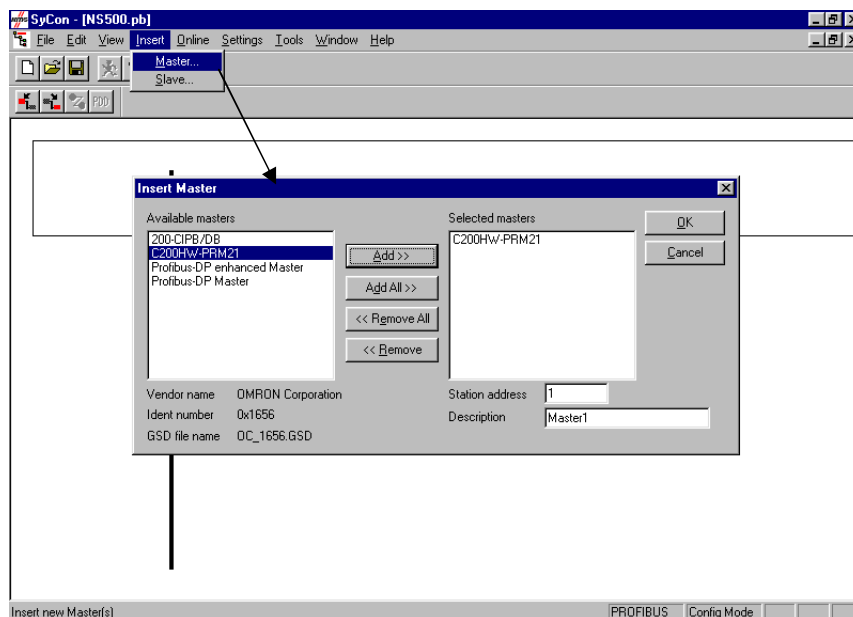 SyCon - [NS500.pb]
File Edit View Insert Online Settings Tools Window Help
Master...
Slave...
PDD
Insert Master
Available masters
200-CIPB/DB
C200HW-PRM21
Profibus-DP enhanced Master
Profibus-DP Master
Add >>
Add All >>
<< Remove All
<< Remove
Selected masters
C200HW-PRM21
OK
Cancel
Vendor name OMRON Corporation
Ident number 0x1656
GSD file name OC_1656.GSD
Station address 1
Description Master1
Insert new Master(s) PROFIBUS Config Mode